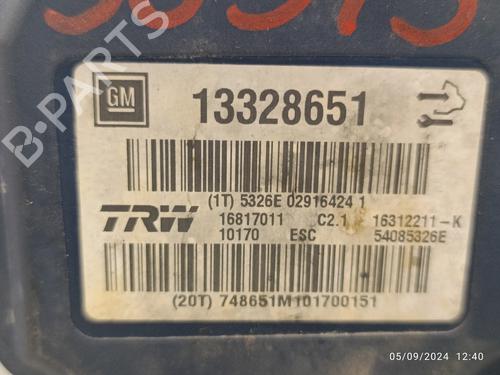 GM 13328651
(1T) 5326E 02916424 1
TRW 16817011 C2.1 16312211-K
10170 ESC 54085326E
(20T) 748651M101700151
05/09/2024 12:40